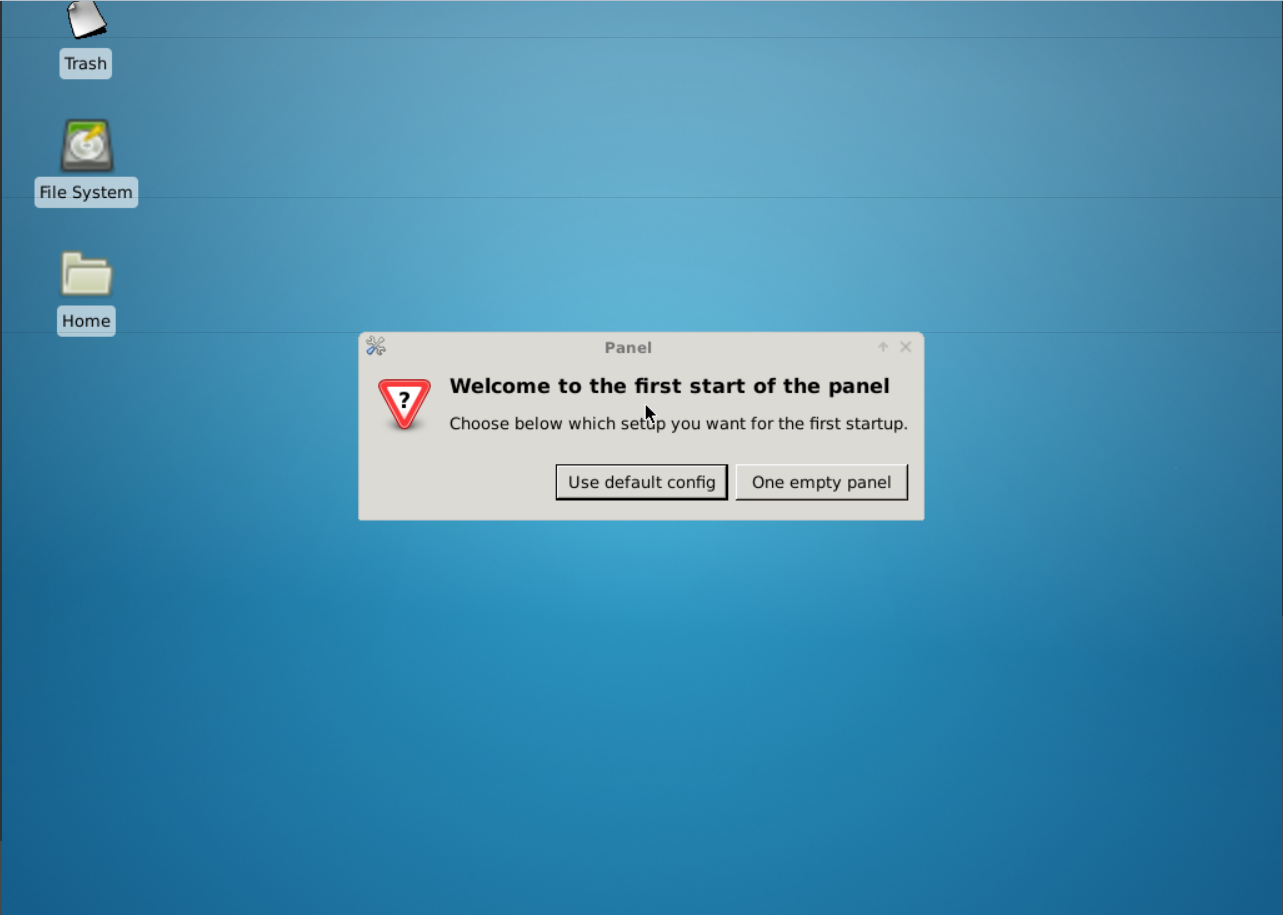 Trash
File System
Home
Panel
?
Welcome to the first start of the panel
Choose below which setup you want for the first startup.
Use default config
One empty panel